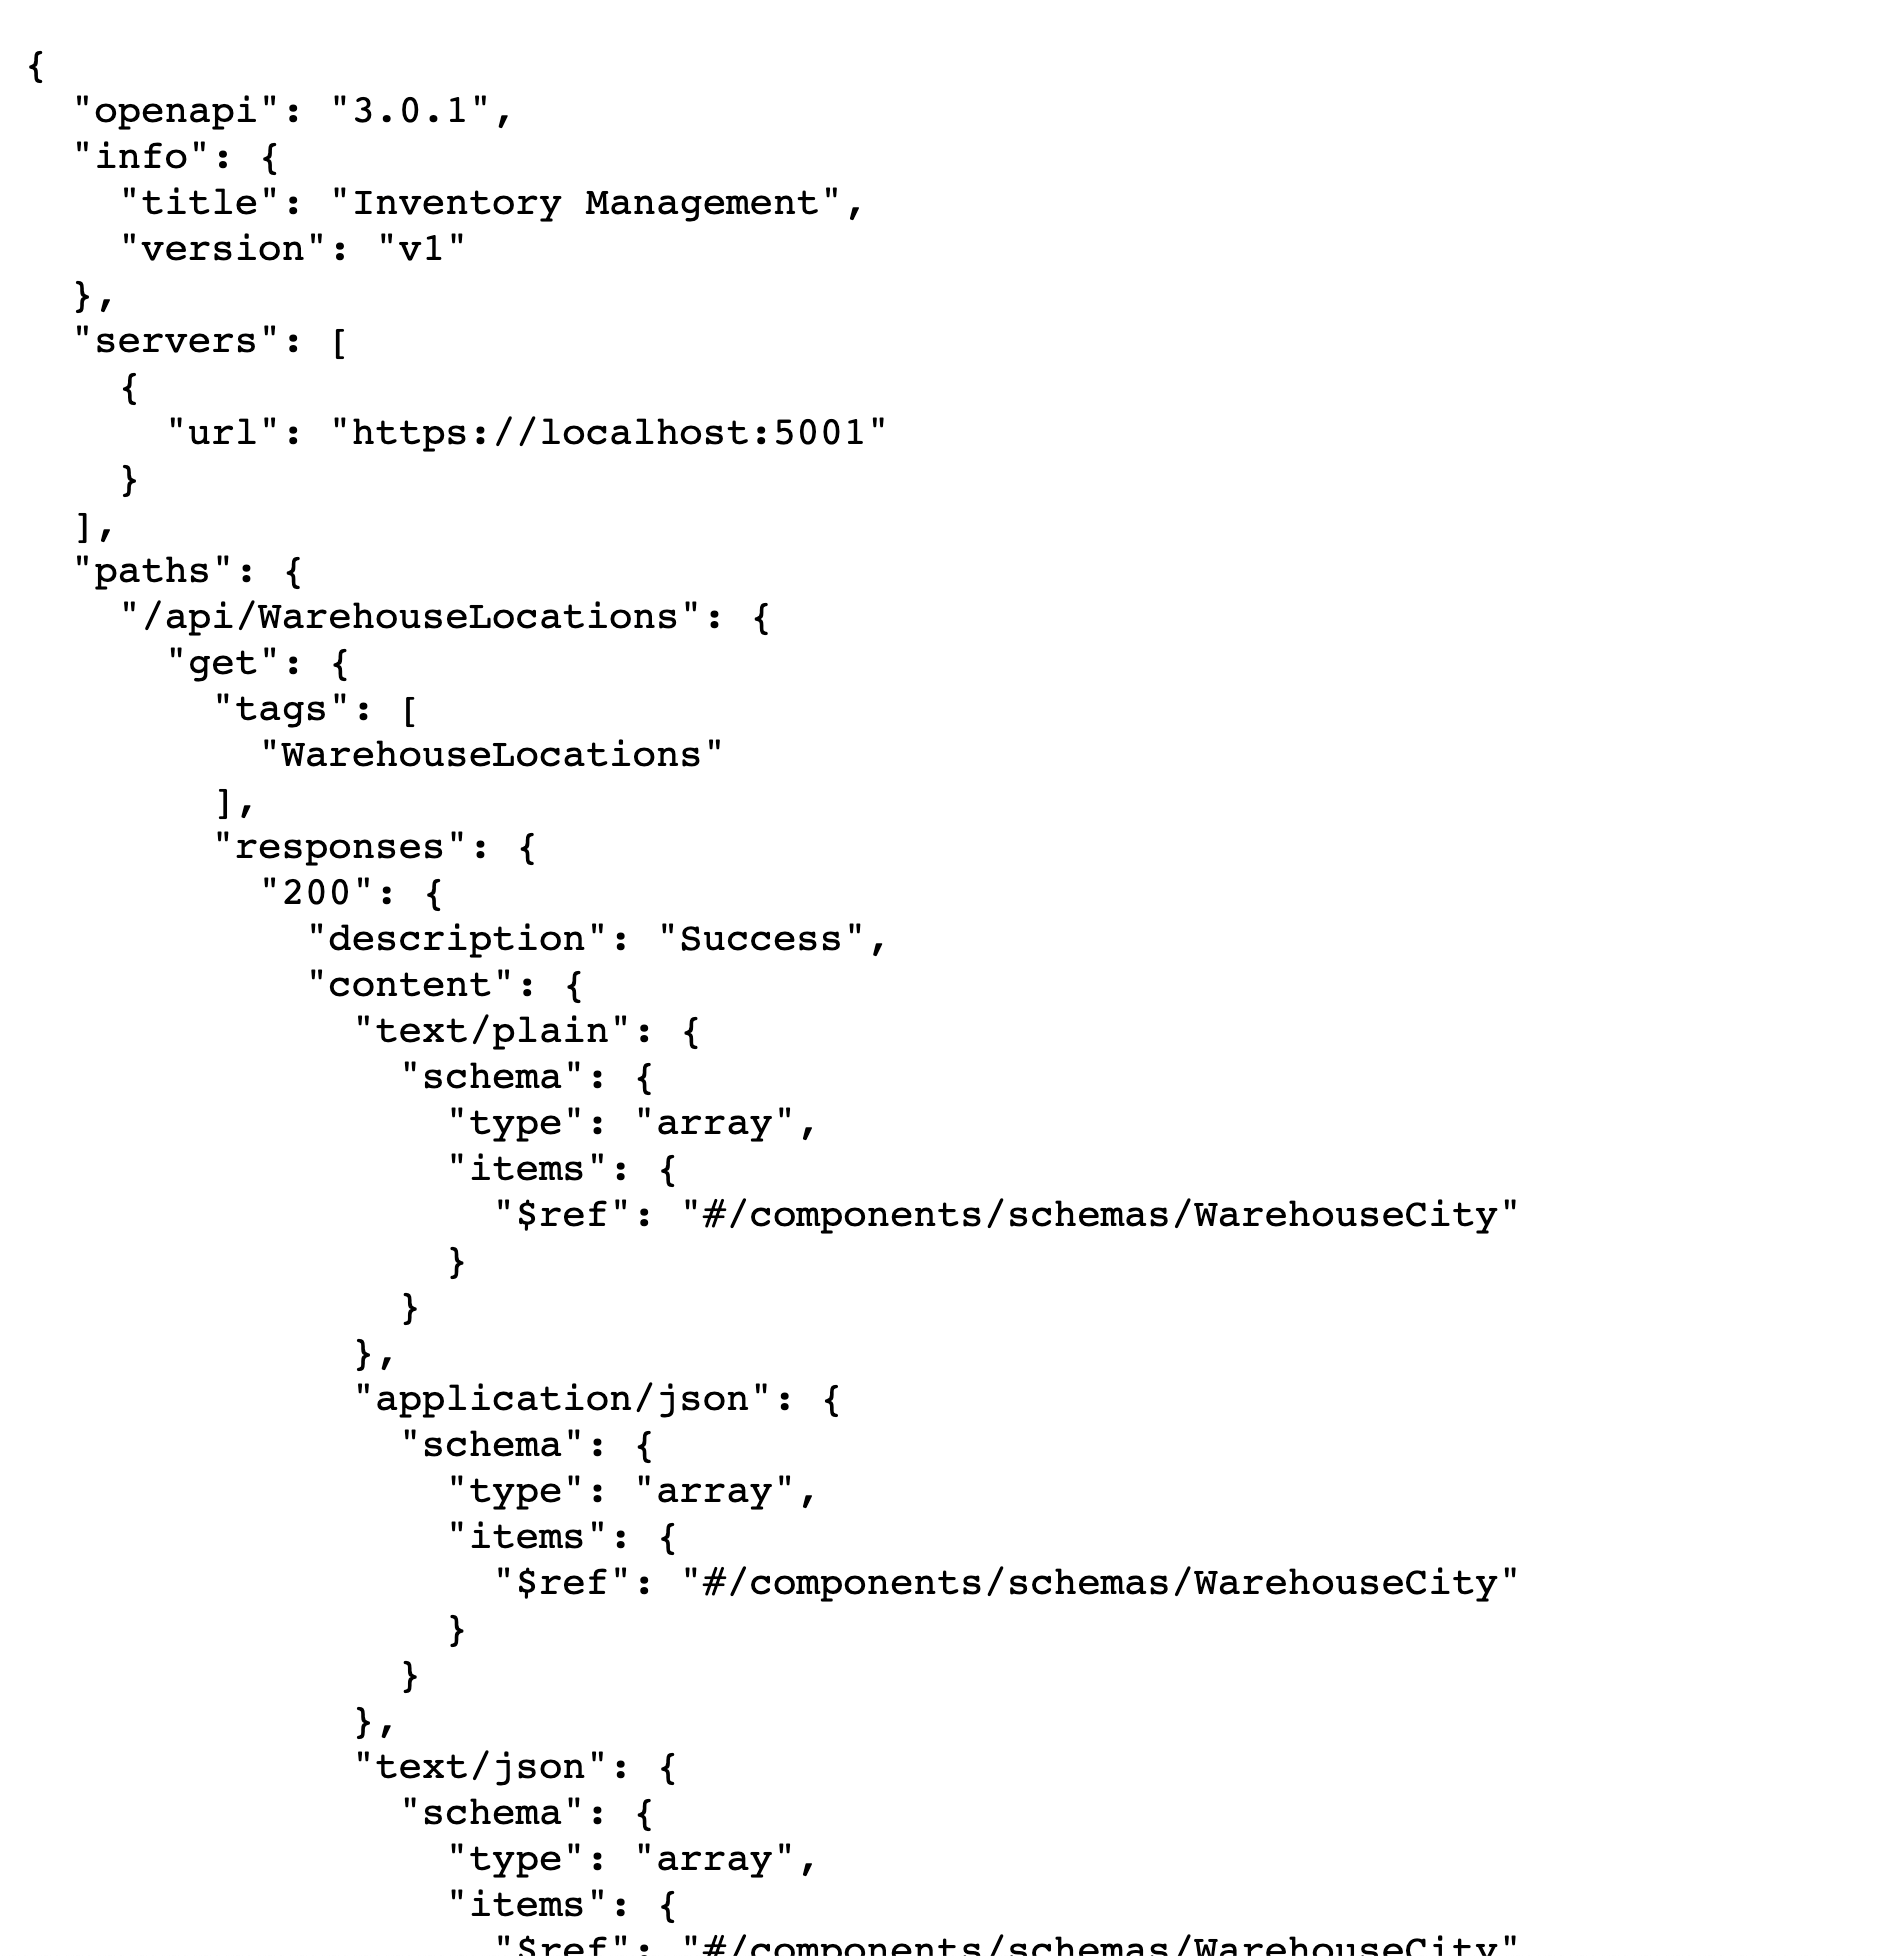 {
  "openapi": "3.0.1",
  "info": {
    "title": "Inventory Management",
    "version": "v1"
  },
  "servers": [
    {
      "url": "https://localhost:5001"
    }
  ],
  "paths": {
    "/api/WarehouseLocations": {
      "get": {
        "tags": [
          "WarehouseLocations"
        ],
        "responses": {
          "200": {
            "description": "Success",
            "content": {
              "text/plain": {
                "schema": {
                  "type": "array",
                  "items": {
                    "$ref": "#/components/schemas/WarehouseCity"
                  }
                }
              },
              "application/json": {
                "schema": {
                  "type": "array",
                  "items": {
                    "$ref": "#/components/schemas/WarehouseCity"
                  }
                }
              },
              "text/json": {
                "schema": {
                  "type": "array",
                  "items": {
                    "$ref": "#/components/schemas/WarehouseCity"